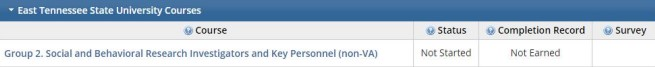 East Tennessee State University Courses
Course Status Completion Record Survey
Group 2. Social and Behavioral Research Investigators and Key Personnel (non-VA) Not Started Not Earned